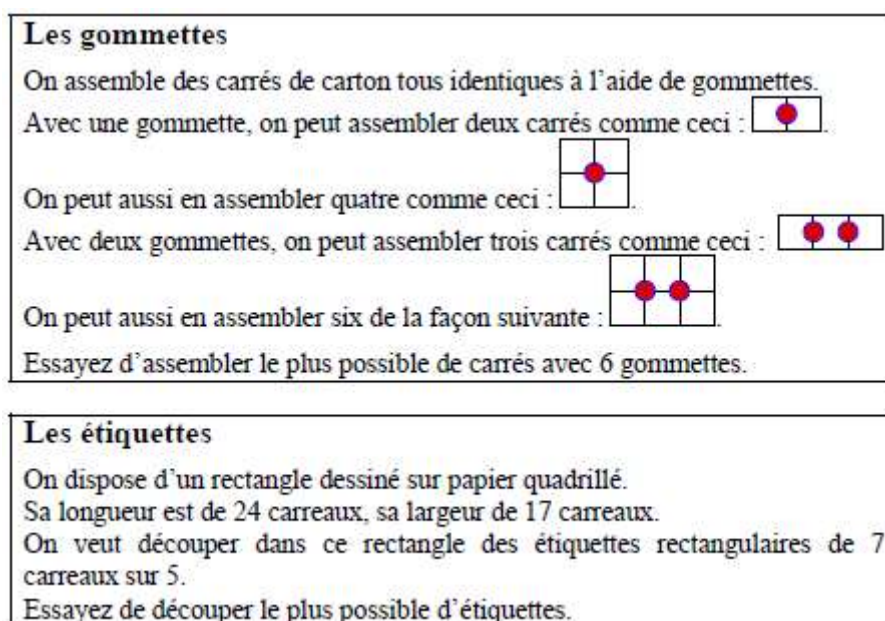 Les gommettes
On assemble des carrés de carton tous identiques à l'aide de gommettes.
Avec une gommette, on peut assembler deux carrés comme ceci : .
On peut aussi en assembler quatre comme ceci : .
Avec deux gommettes, on peut assembler trois carrés comme ceci :
On peut aussi en assembler six de la façon suivante : .
Essayez d'assembler le plus possible de carrés avec 6 gommettes.
Les étiquettes
On dispose d'un rectangle dessiné sur papier quadrillé.
Sa longueur est de 24 carreaux, sa largeur de 17 carreaux.
On veut découper dans ce rectangle des étiquettes rectangulaires de 7
carreaux sur 5.
Essayez de découper le plus possible d'étiquettes.